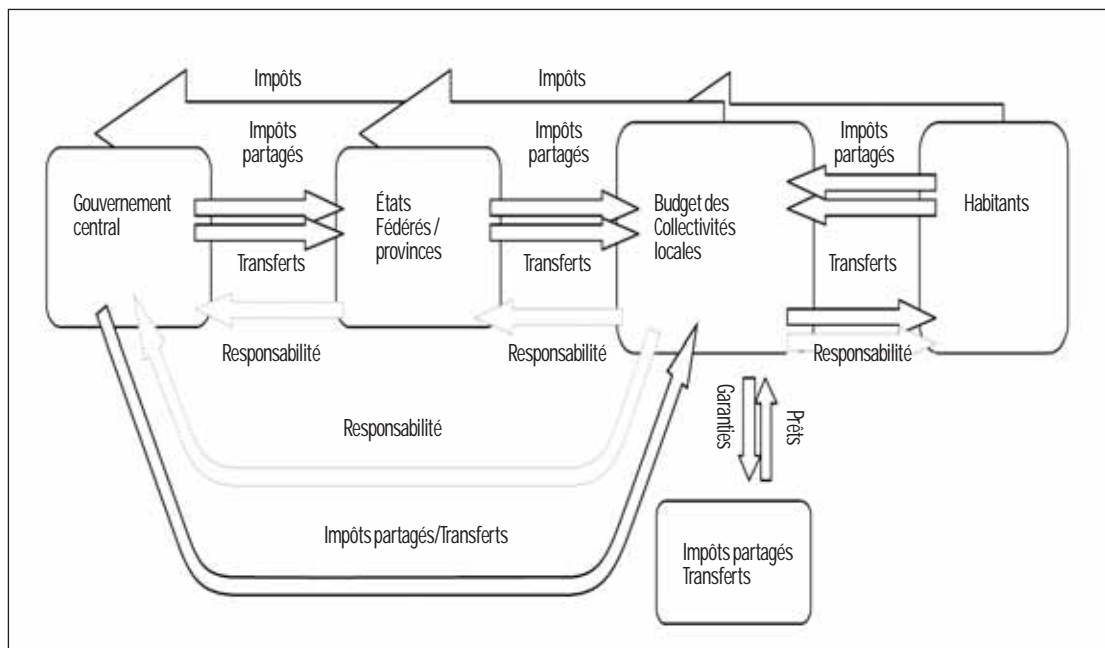 Impôts
Impôts
Impôts
partagés
Impôts
partagés
Impôts
partagés
Gouvernement
central
États
Fédérés /
provinces
Budget des
Collectivités
locales
Habitants
Transferts
Transferts
Transferts
Responsabilité
Responsabilité
Responsabilité
Garanties
Prêts
Responsabilité
Impôts partagés/Transferts
Impôts partagés
Transferts